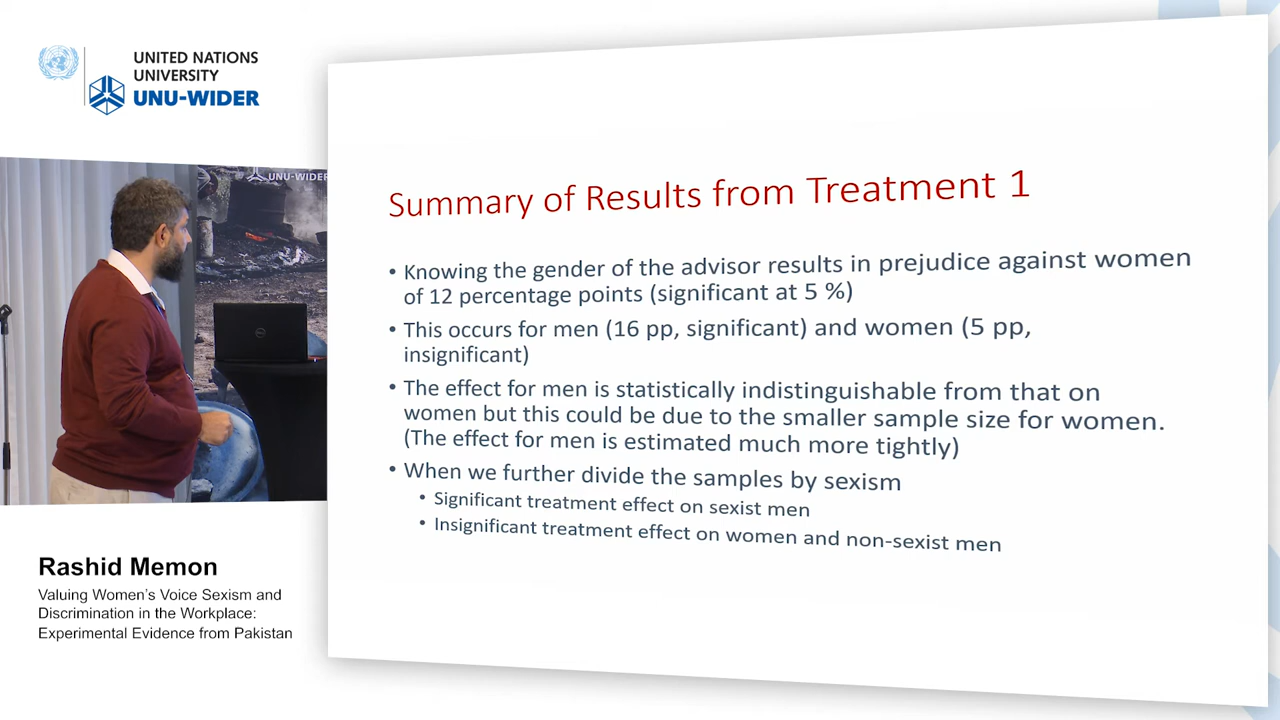 UNITED NATIONS
UNIVERSITY
UNU-WIDER
UNU-WIDER
DELL
Rashid Memon
Valuing Women's Voice Sexism and
Discrimination in the Workplace:
Experimental Evidence from Pakistan
Summary of Results from Treatment 1
• Knowing the gender of the advisor results in prejudice against women
of 12 percentage points (significant at 5 %)
• This occurs for men (16 pp, significant) and women (5 pp,
insignificant)
• The effect for men is statistically indistinguishable from that on
women but this could be due to the smaller sample size for women.
(The effect for men is estimated much more tightly)
• When we further divide the samples by sexism
• Significant treatment effect on sexist men
• Insignificant treatment effect on women and non-sexist men